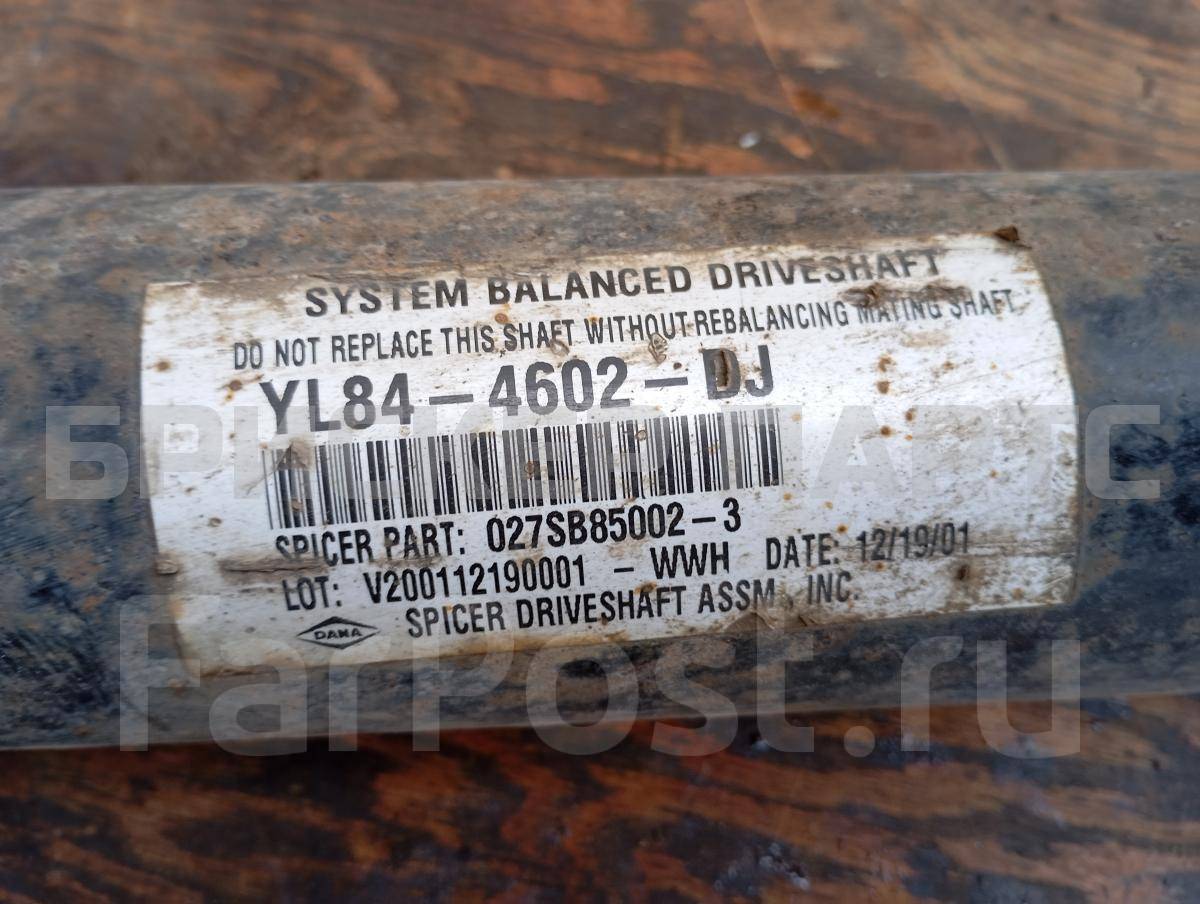 SYSTEM BALANCED DRIVESHAFT
DO NOT REPLACE THIS SHAFT WITHOUT REBALANCING MATING SHAFT
YL84-4602-DJ
SPICER PART: 027SB85002-3
LOT: V200112190001 - WWH DATE: 12/19/01
DANA SPICER DRIVESHAFT ASSM., INC.
FarPost.ru